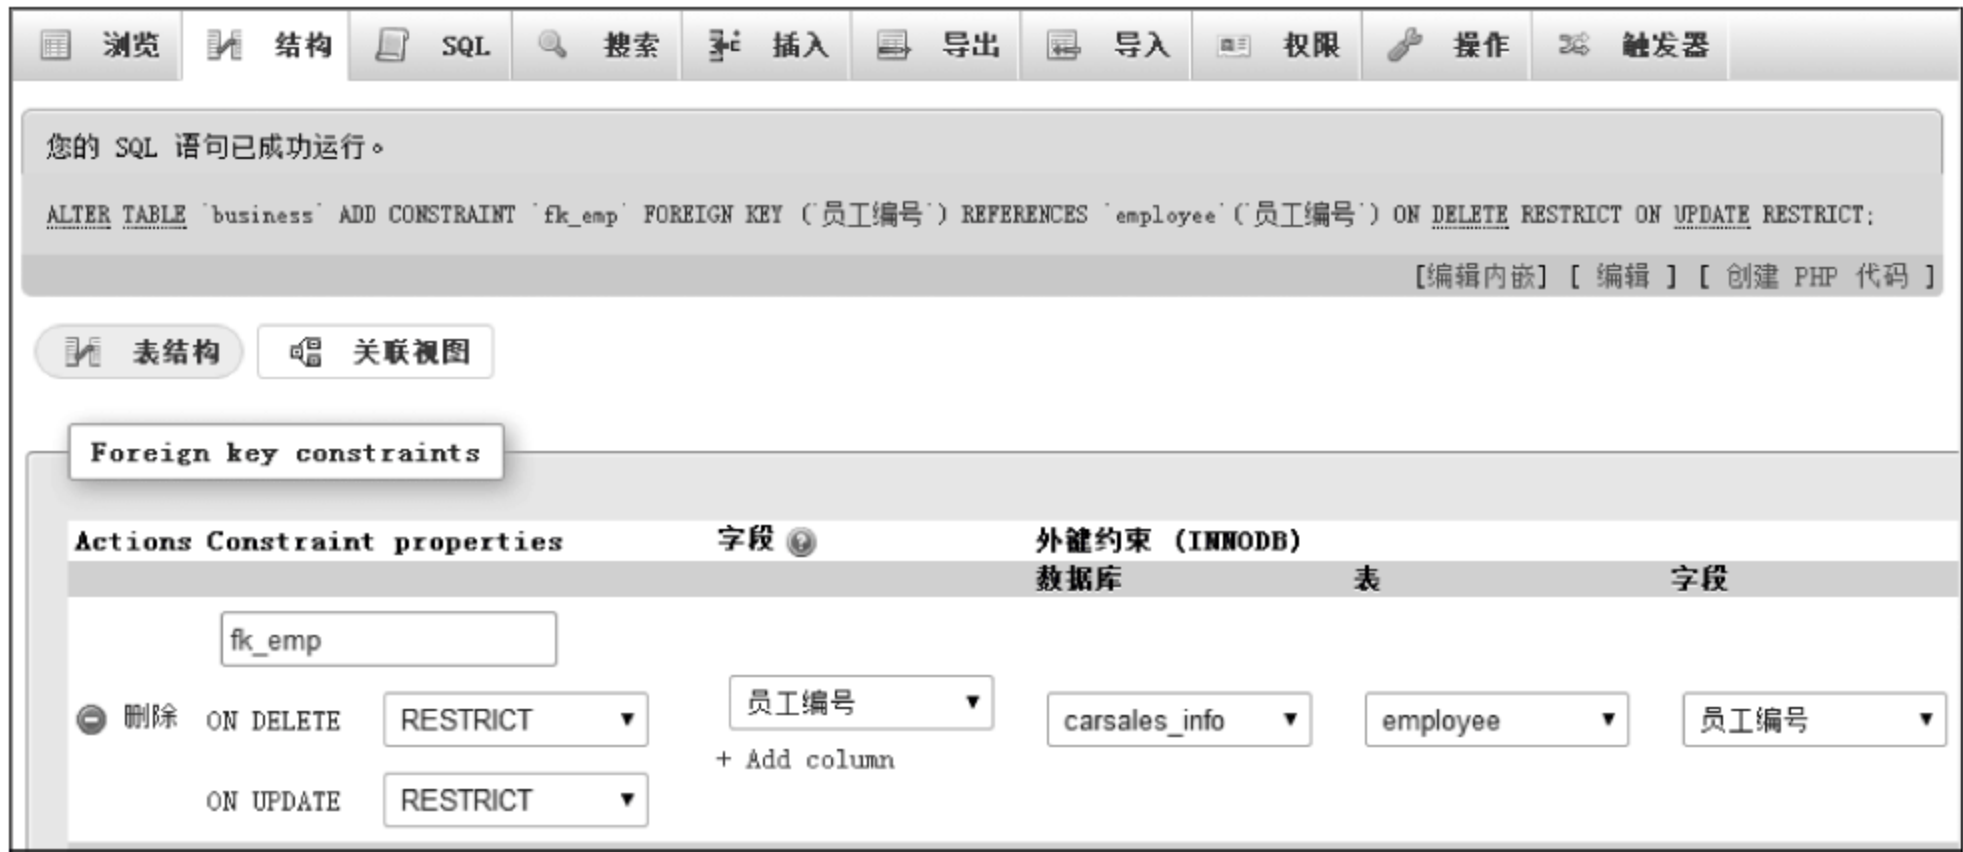 浏览 结构 SQL 搜索 插入 导出 导入 权限 操作 触发器
您的 SQL 语句已成功运行。
ALTER TABLE `business` ADD CONSTRAINT `fk_emp` FOREIGN KEY (`员工编号`) REFERENCES `employee`(`员工编号`) ON DELETE RESTRICT ON UPDATE RESTRICT;
[编辑内嵌] [ 编辑 ] [ 创建 PHP 代码 ]
表结构 关联视图
Foreign key constraints
Actions Constraint properties 字段 外键约束 (INNODB)
数据库 表 字段
fk_emp
删除 ON DELETE RESTRICT 员工编号 carsales_info employee 员工编号
+ Add column
ON UPDATE RESTRICT